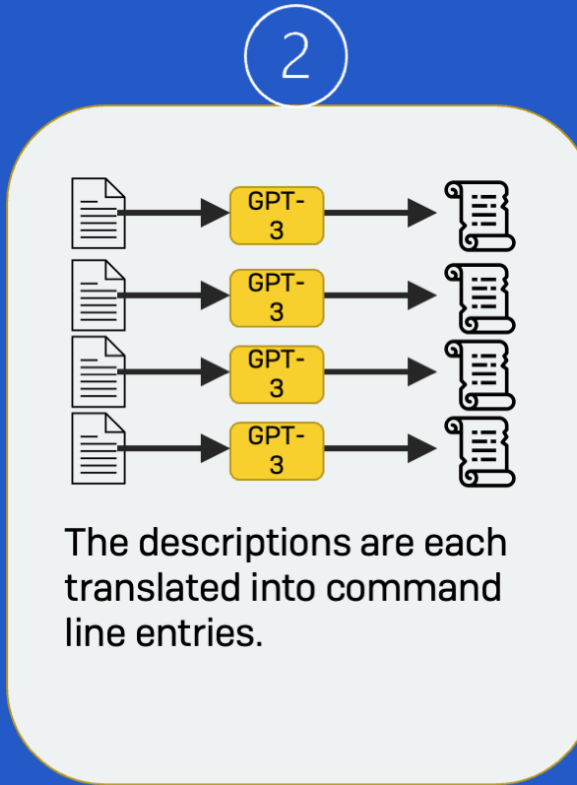 2
GPT-
3
GPT-
3
GPT-
3
GPT-
3
The descriptions are each
translated into command
line entries.